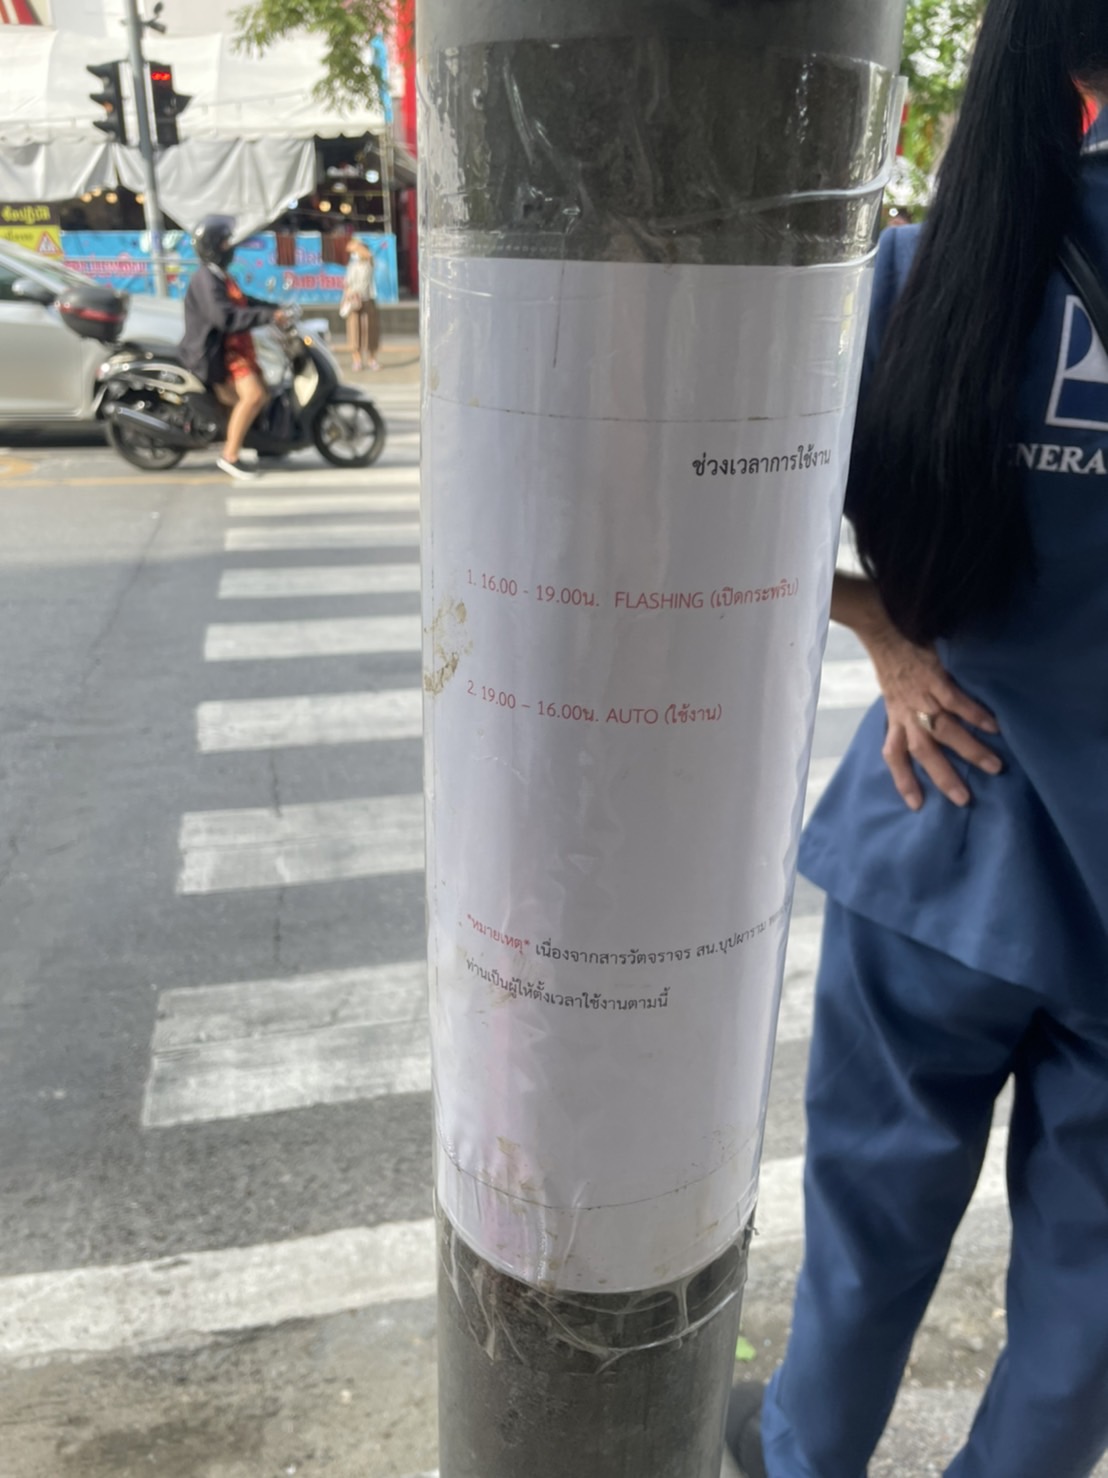 ช่วงเวลาการใช้งาน
1. 16.00 - 19.00น. FLASHING (เปิดกระพริบ)
2. 19.00 – 16.00น. AUTO (ใช้งาน)
*หมายเหตุ* เนื่องจากสารวัตจราจร สน.บุปผาราม
ท่านเป็นผู้ให้ตั้งเวลาใช้งานตามนี้
NERA